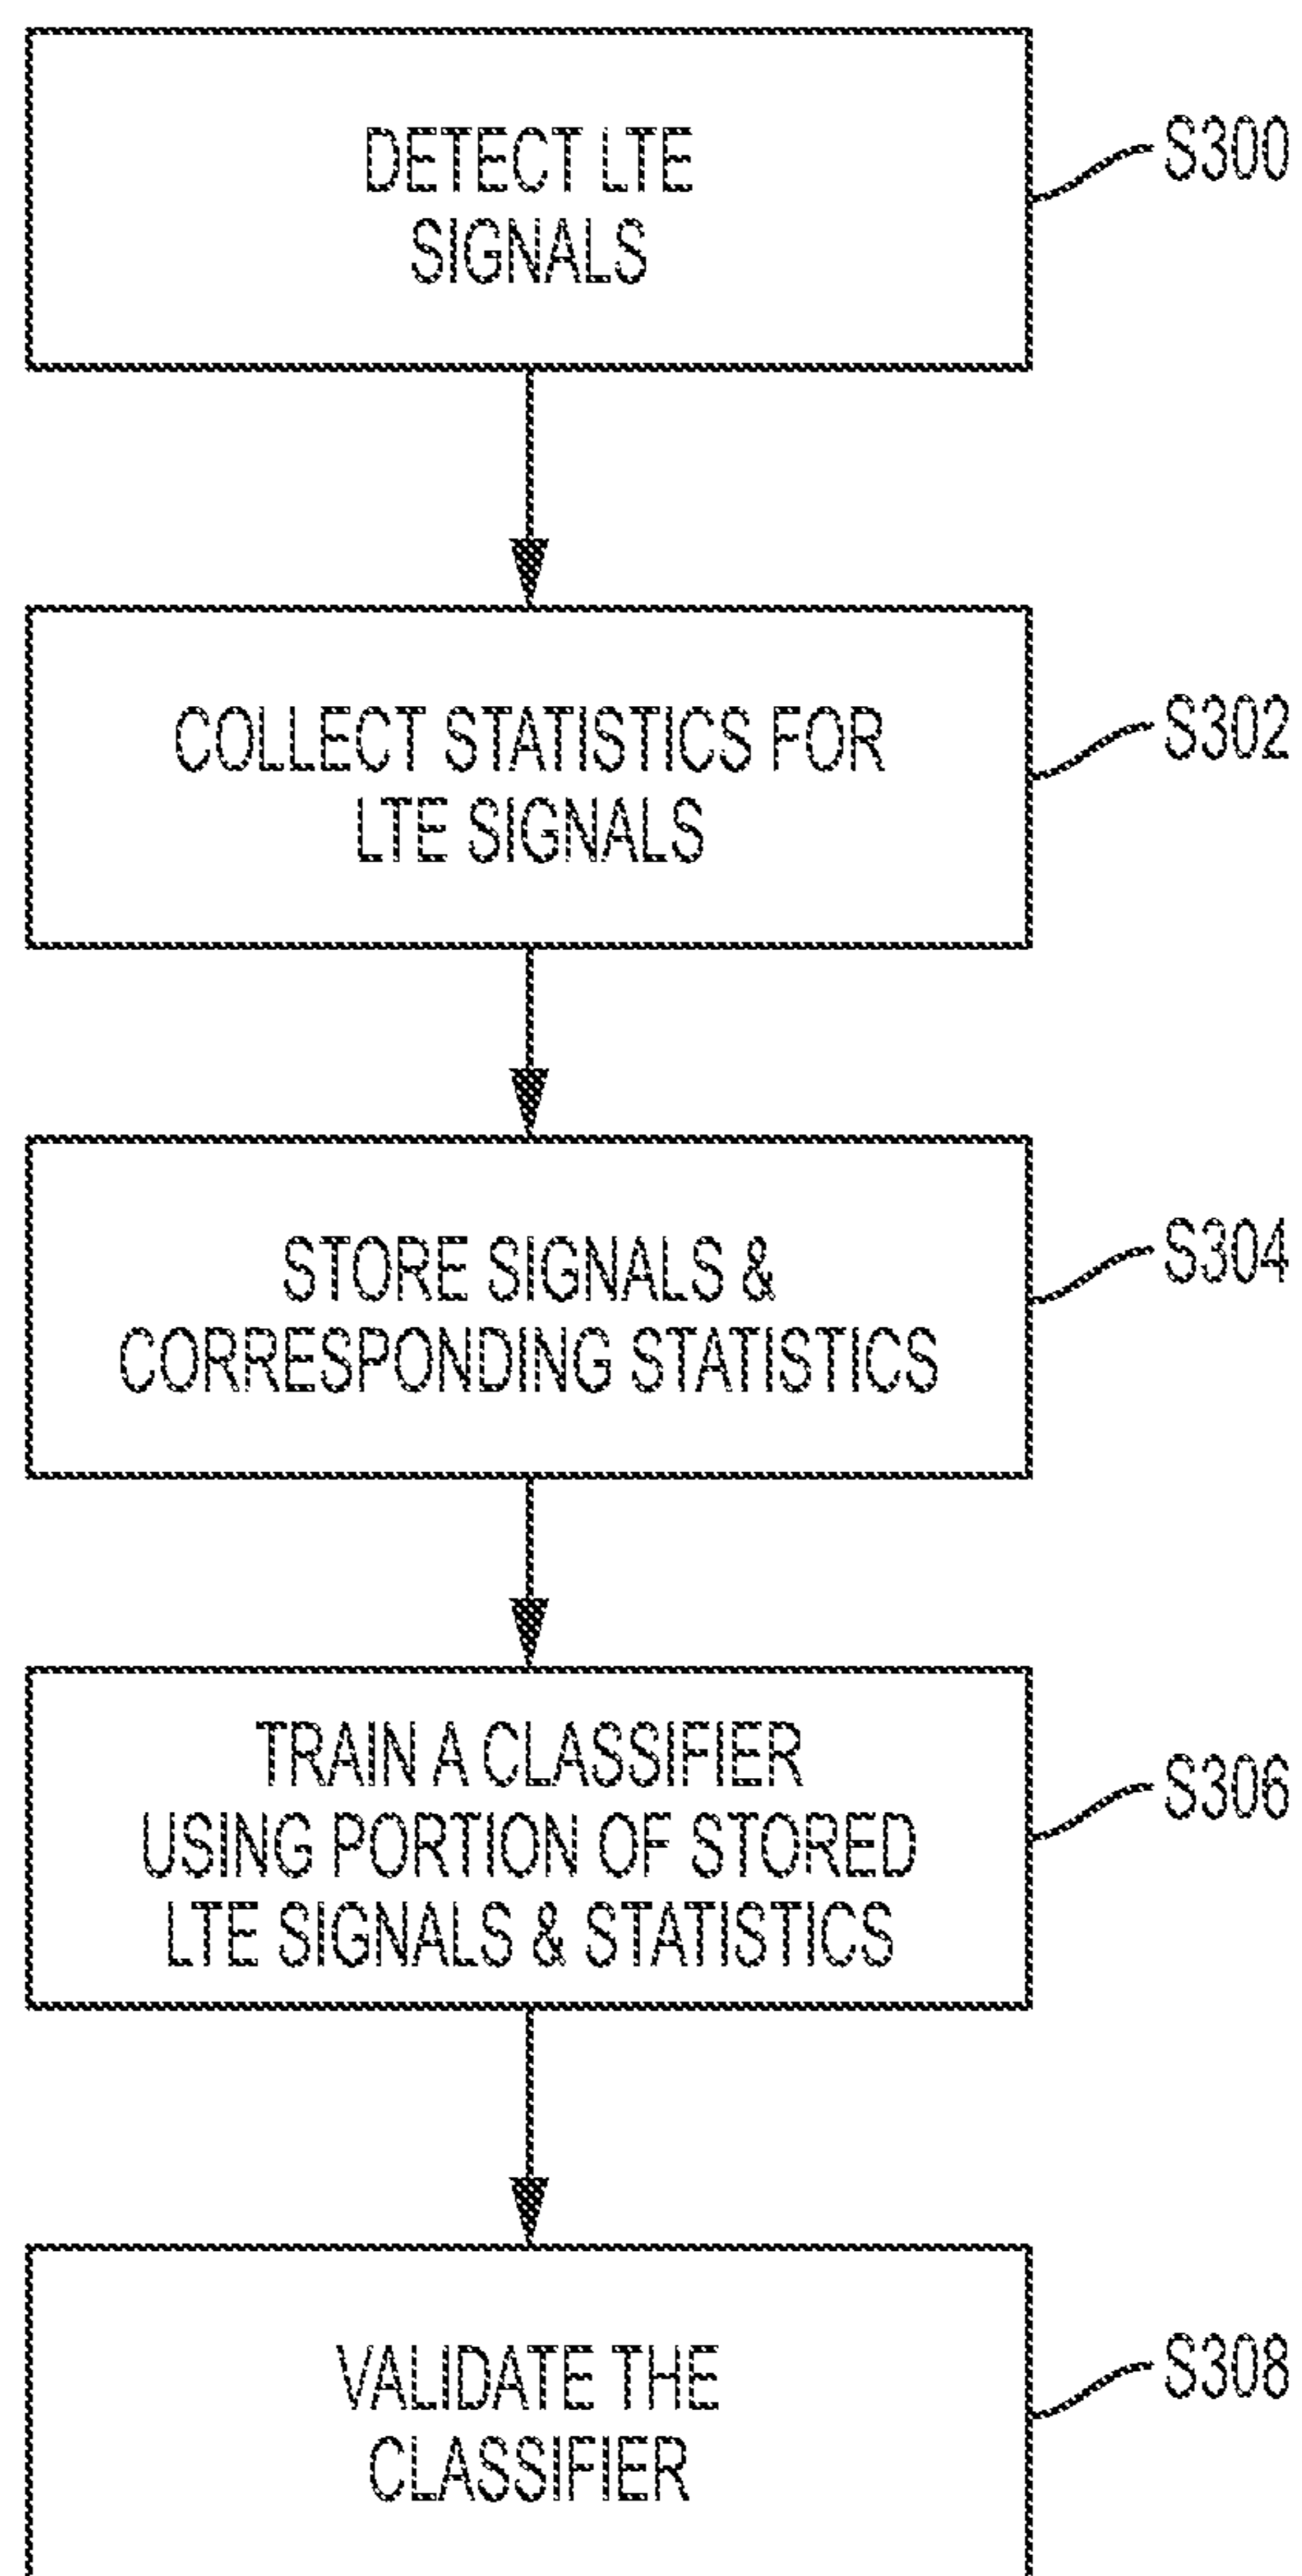 DETECT LTE
SIGNALS
S300
COLLECT STATISTICS FOR
LTE SIGNALS
S302
STORE SIGNALS &
CORRESPONDING STATISTICS
S304
TRAIN A CLASSIFIER
USING PORTION OF STORED
LTE SIGNALS & STATISTICS
S306
VALIDATE THE
CLASSIFIER
S308